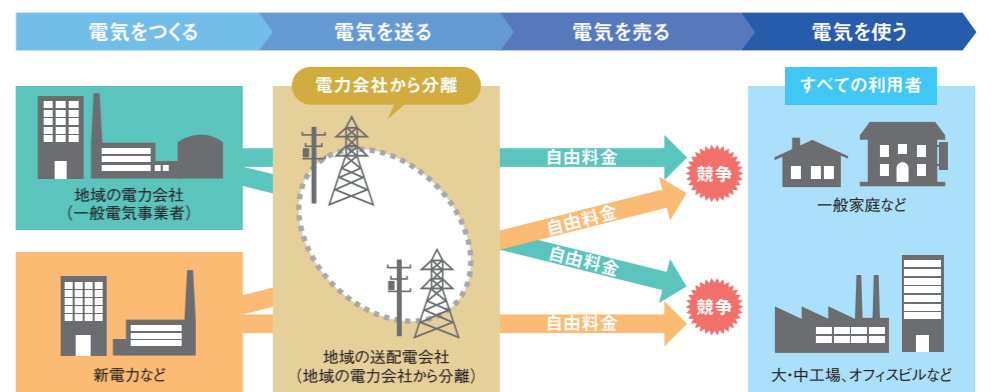 電気をつくる
電気を送る
電気を売る
電気を使う
電力会社から分離
すべての利用者
地域の電力会社
（一般電気事業者）
自由料金
競争
自由料金
一般家庭など
自由料金
競争
自由料金
新電力など
地域の送配電会社
（地域の電力会社から分離）
大・中工場、オフィスビルなど